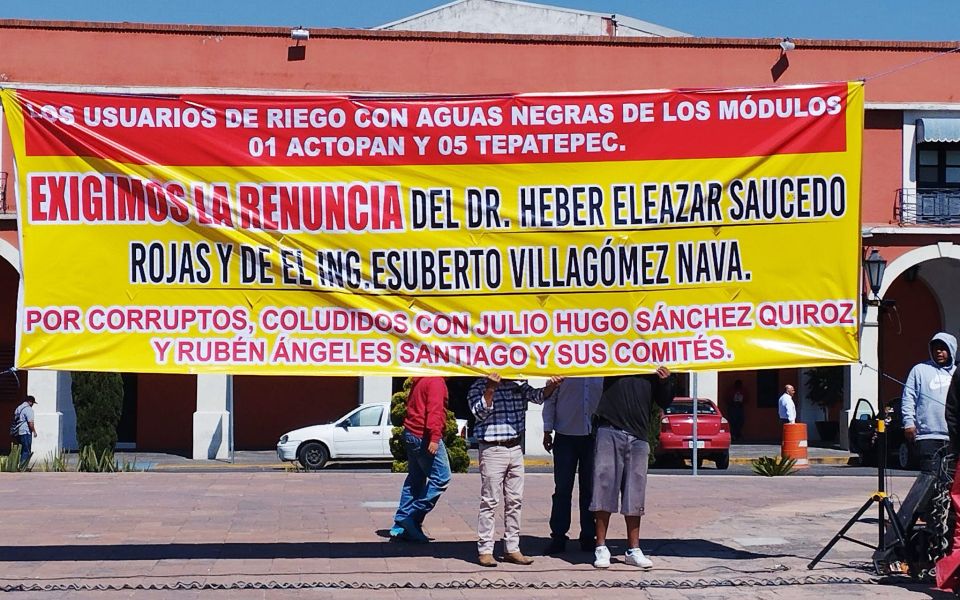 LOS USUARIOS DE RIEGO CON AGUAS NEGRAS DE LOS MÓDULOS
01 ACTOPAN Y 05 TEPATEPEC.
EXIGIMOS LA RENUNCIA DEL DR. HEBER ELEAZAR SAUCEDO
ROJAS Y DE EL ING.ESUBERTO VILLAGÓMEZ NAVA.
POR CORRUPTOS, COLUDIDOS CON JULIO HUGO SÁNCHEZ QUIROZ
Y RUBÉN ÁNGELES SANTIAGO Y SUS COMITÉS.